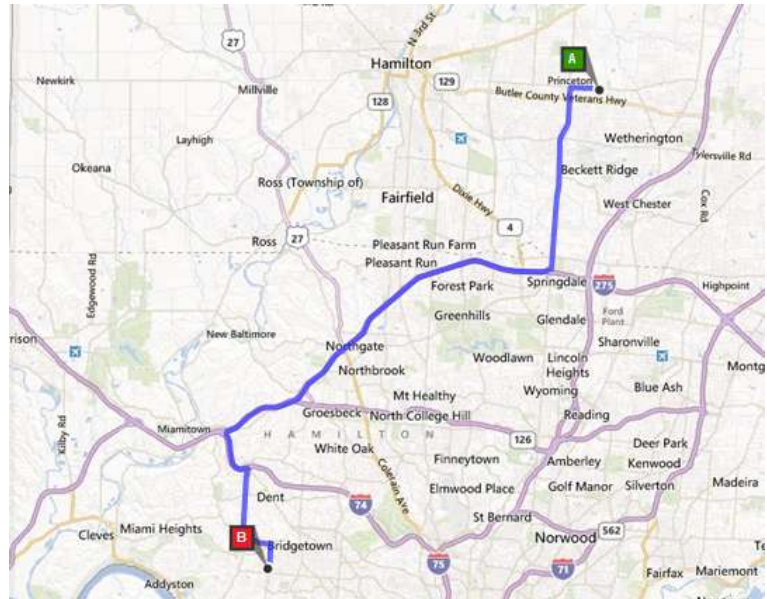 Newkirk
27
Millville
N 3rd St
Hamilton
129
128
A
Princeton
Butler County Veterans Hwy
Wetherington
Tylersville Rd
Layhigh
Okeana
Ross (Township of)
Beckett Ridge
Fairfield
Dixie Hwy
West Chester
Cox Rd
4
Ross
27
Pleasant Run Farm
Pleasant Run
Edgewood Rd
Forest Park
Springdale
275
Highpoint
Greenhills
Glendale
Ford
Plant
New Baltimore
rison
Northgate
Sharonville
Woodlawn
Lincoln
Heights
Montg
Northbrook
Wyoming
Blue Ash
Mt Healthy
Groesbeck
North College Hill
Reading
Kilby Rd
Miamitown
HAMILTON
126
Deer Park
White Oak
Colerain Ave
Finneytown
Amberley
Kenwood
Dent
Elmwood Place
Golf Manor
Silverton
Madeira
74
St Bernard
Cleves
Miami Heights
B
Bridgetown
Norwood
562
Te
75
71
Fairfax
Mariemont
Addyston